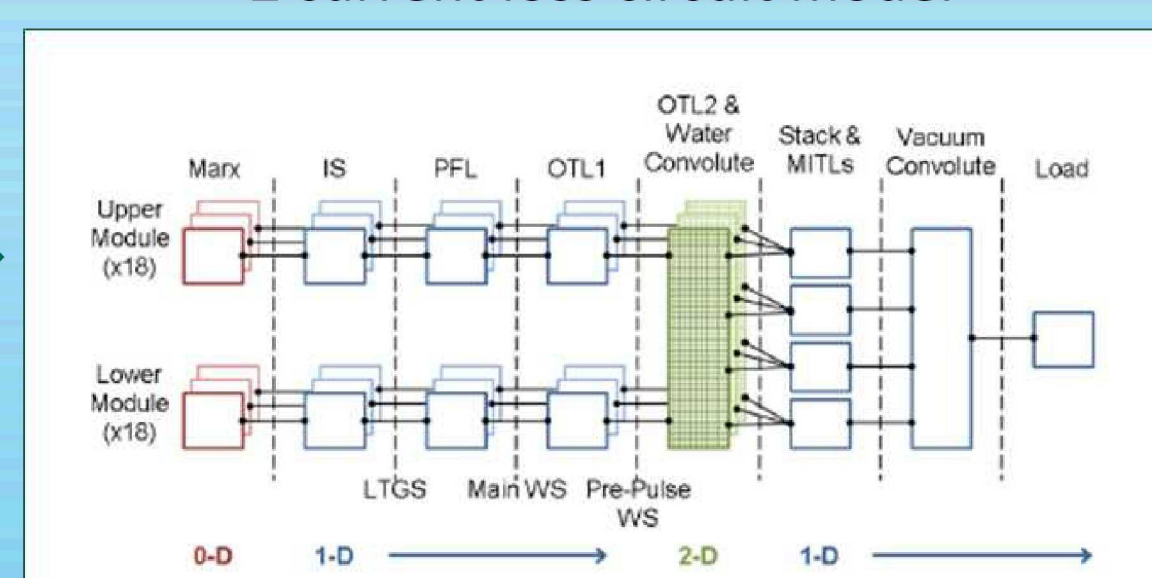 OTL2 &
Water
Convolute
Stack &
MITLs
Vacuum
Convolute
Marx
IS
PFL
OTL1
Load
Upper
Module
(x18)
Lower
Module
(x18)
LTGS
Main WS
Pre-Pulse
WS
0-D
1-D
2-D
1-D